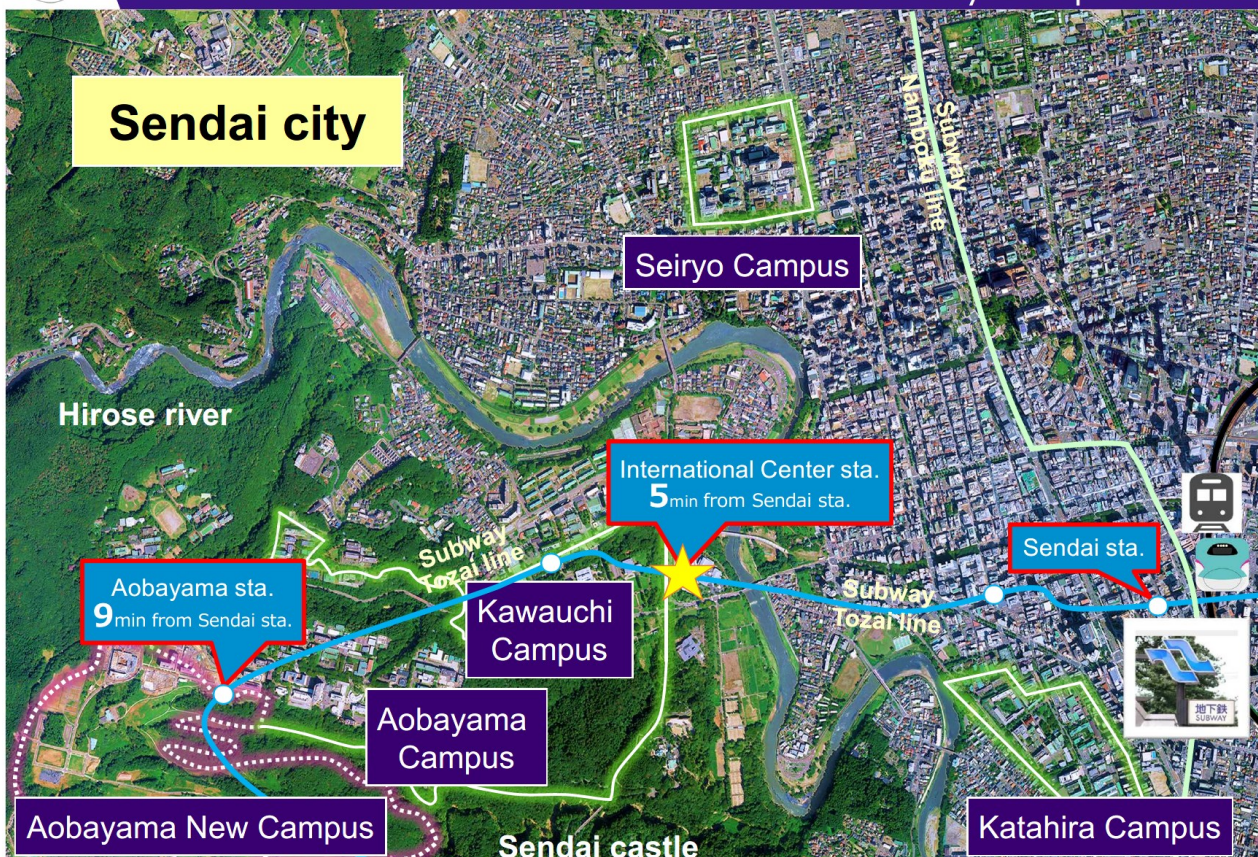 Sendai city
Subway
Namboku line
Seiryo Campus
Hirose river
International Center sta.
5min from Sendai sta.
Subway
Tozai line
Sendai sta.
Aobayama sta.
9min from Sendai sta.
Kawauchi
Campus
Subway
Tozai line
地下鉄
SUBWAY
Aobayama
Campus
Aobayama New Campus
Katahira Campus
Sendai castle